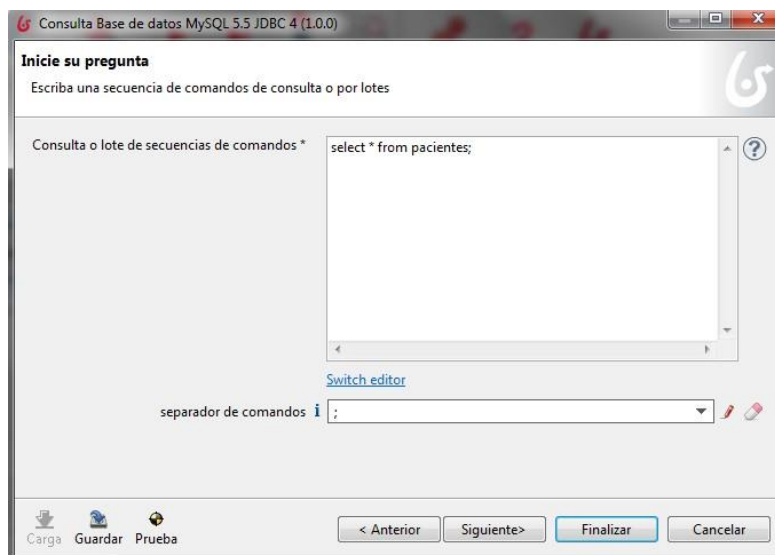 Consulta Base de datos MySQL 5.5 JDBC 4 (1.0.0)
Inicie su pregunta
Escriba una secuencia de comandos de consulta o por lotes
Consulta o lote de secuencias de comandos *
select * from pacientes;
Switch editor
separador de comandos
;
Carga Guardar Prueba
< Anterior Siguiente> Finalizar Cancelar